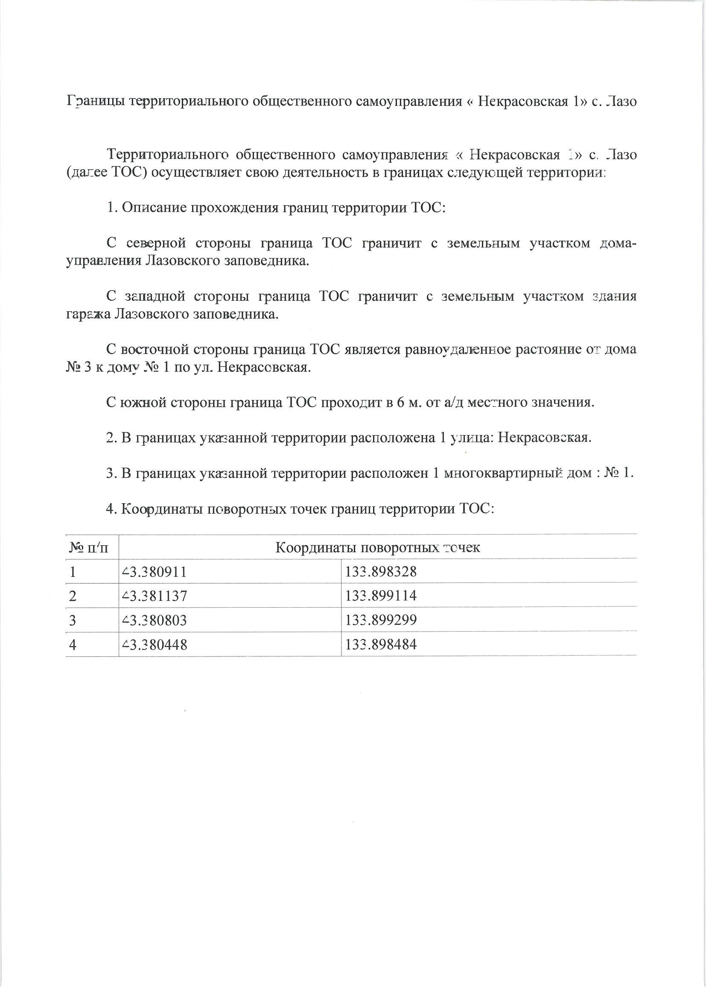 Границы территориального общественного самоуправления « Некрасовская 1» с. Лазо
Территориального общественного самоуправления « Некрасовская 1» с. Лазо
(далее ТОС) осуществляет свою деятельность в границах следующей территории:
1. Описание прохождения границ территории ТОС:
С северной стороны граница ТОС граничит с земельным участком дома-
управления Лазовского заповедника.
С западной стороны граница ТОС граничит с земельным участком здания
гаража Лазовского заповедника.
С восточной стороны граница ТОС является равноудаленное растояние от дома
№ 3 к дому № 1 по ул. Некрасовская.
С южной стороны граница ТОС проходит в 6 м. от а/д местного значения.
2. В границах указанной территории расположена 1 улица: Некрасовская.
3. В границах указанной территории расположен 1 многоквартирный дом : № 1.
4. Координаты поворотных точек границ территории ТОС:
№ п/п Координаты поворотных точек
1 43.380911 133.898328
2 43.381137 133.899114
3 43.380803 133.899299
4 43.380448 133.898484